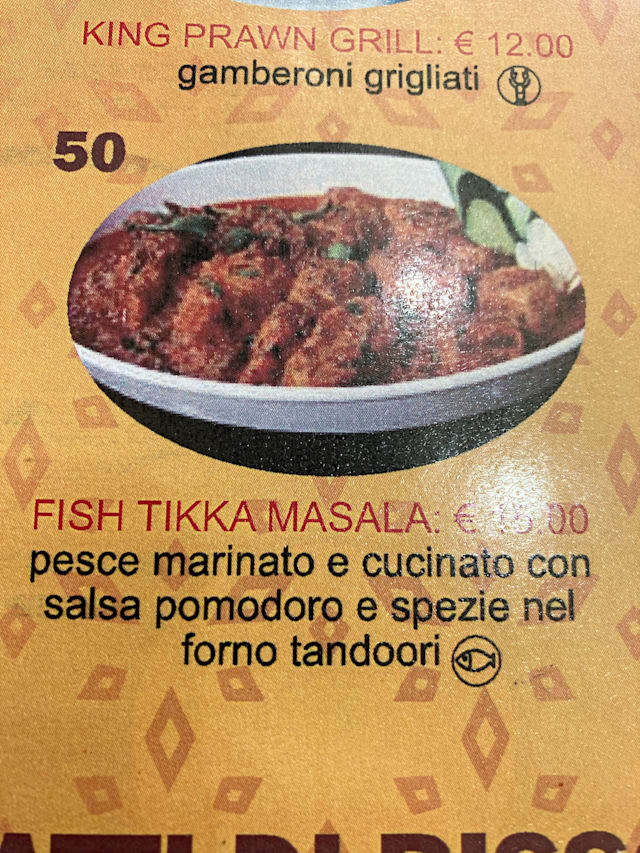 KING PRAWN GRILL: € 12.00
gamberoni grigliati
50
FISH TIKKA MASALA: €
pesce marinato e cucinato con
salsa pomodoro e spezie nel
forno tandoori